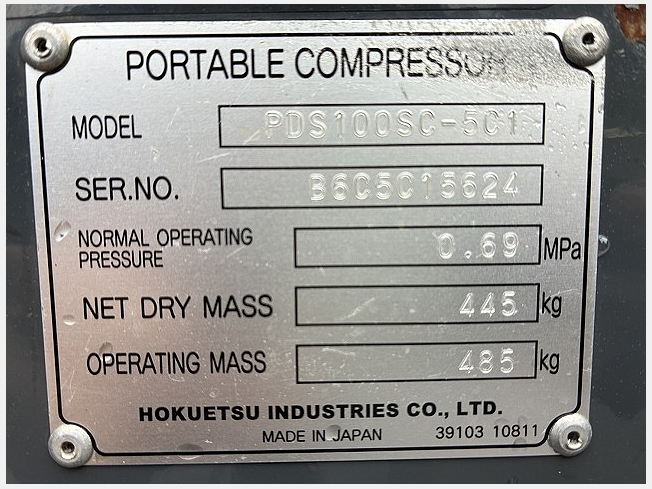 PORTABLE COMPRESSOR
MODEL PDS100SC-5C1
SER.NO. B6C5C15624
NORMAL OPERATING
PRESSURE 0.69 MPa
NET DRY MASS 445 kg
OPERATING MASS 485 kg
HOKUETSU INDUSTRIES CO., LTD.
MADE IN JAPAN 39103 10811